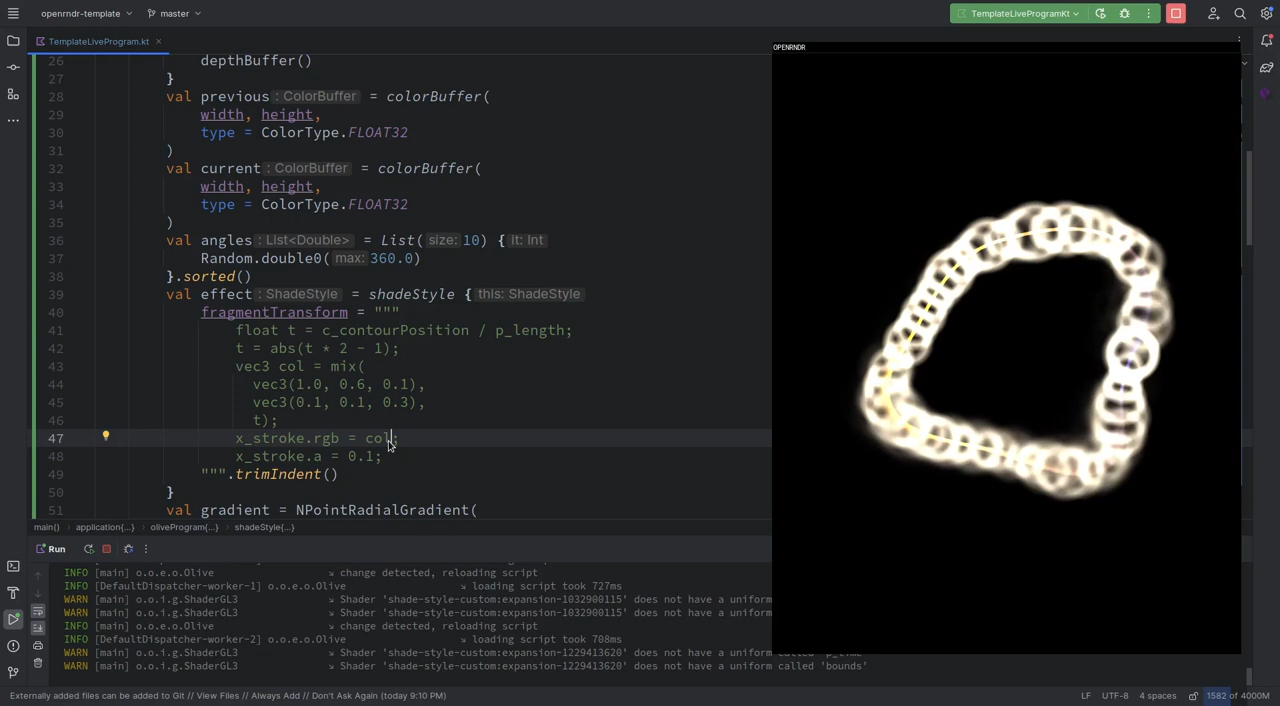 openrndr-template
master
TemplateLiveProgramKt
TemplateLiveProgram.kt
OPENRNDR
26 depthBuffer()
27 }
28 val previous : ColorBuffer = colorBuffer(
29 width, height,
30 type = ColorType.FLOAT32
31 )
32 val current : ColorBuffer = colorBuffer(
33 width, height,
34 type = ColorType.FLOAT32
35 )
36 val angles : List<Double> = List( size: 10) { it: Int
37 Random.double0( max: 360.0)
38 }.sorted()
39 val effect : ShadeStyle = shadeStyle { this: ShadeStyle
40 fragmentTransform = """
41 float t = c_contourPosition / p_length;
42 t = abs(t * 2 - 1);
43 vec3 col = mix(
44 vec3(1.0, 0.6, 0.1),
45 vec3(0.1, 0.1, 0.3),
46 t);
47 x_stroke.rgb = col;
48 x_stroke.a = 0.1;
49 """.trimIndent()
50 }
51 val gradient = NPointRadialGradient(
main() application{...} oliveProgram{...} shadeStyle{...}
Run
INFO [main] o.o.e.o.Olive ↘ change detected, reloading script
INFO [DefaultDispatcher-worker-1] o.o.e.o.Olive ↘ loading script took 727ms
WARN [main] o.o.i.g.ShaderGL3 ↘ Shader 'shade-style-custom:expansion-1032900115' does not have a uniform
WARN [main] o.o.i.g.ShaderGL3 ↘ Shader 'shade-style-custom:expansion-1032900115' does not have a uniform
INFO [main] o.o.e.o.Olive ↘ change detected, reloading script
INFO [DefaultDispatcher-worker-2] o.o.e.o.Olive ↘ loading script took 708ms
WARN [main] o.o.i.g.ShaderGL3 ↘ Shader 'shade-style-custom:expansion-1229413620' does not have a uniform called
WARN [main] o.o.i.g.ShaderGL3 ↘ Shader 'shade-style-custom:expansion-1229413620' does not have a uniform called 'bounds'
Externally added files can be added to Git // View Files // Always Add // Don't Ask Again (today 9:10 PM)
LF UTF-8 4 spaces 1582 of 4000M